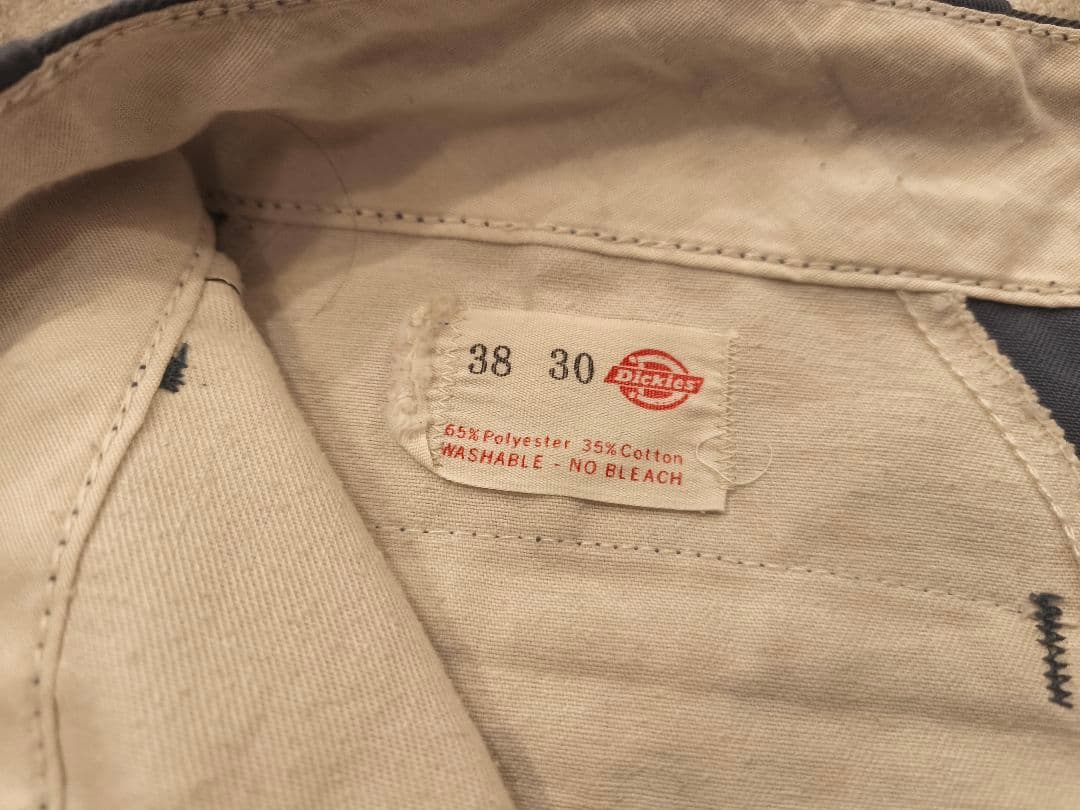 38 30 Dickies
65% Polyester 35% Cotton
WASHABLE - NO BLEACH